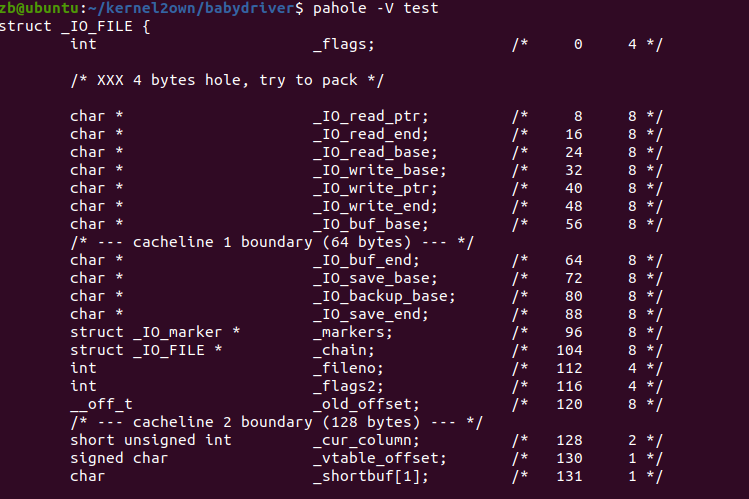 zb@ubuntu:~/kernel2own/babydriver$ pahole -V test
struct _IO_FILE {
        int                        _flags;               /*     0     4 */

        /* XXX 4 bytes hole, try to pack */

        char *                     _IO_read_ptr;         /*     8     8 */
        char *                     _IO_read_end;         /*    16     8 */
        char *                     _IO_read_base;        /*    24     8 */
        char *                     _IO_write_base;       /*    32     8 */
        char *                     _IO_write_ptr;        /*    40     8 */
        char *                     _IO_write_end;        /*    48     8 */
        char *                     _IO_buf_base;         /*    56     8 */
        /* --- cacheline 1 boundary (64 bytes) --- */
        char *                     _IO_buf_end;          /*    64     8 */
        char *                     _IO_save_base;        /*    72     8 */
        char *                     _IO_backup_base;      /*    80     8 */
        char *                     _IO_save_end;         /*    88     8 */
        struct _IO_marker *        _markers;             /*    96     8 */
        struct _IO_FILE *          _chain;               /*   104     8 */
        int                        _fileno;              /*   112     4 */
        int                        _flags2;              /*   116     4 */
        __off_t                    _old_offset;          /*   120     8 */
        /* --- cacheline 2 boundary (128 bytes) --- */
        short unsigned int         _cur_column;          /*   128     2 */
        signed char                _vtable_offset;       /*   130     1 */
        char                       _shortbuf[1];         /*   131     1 */